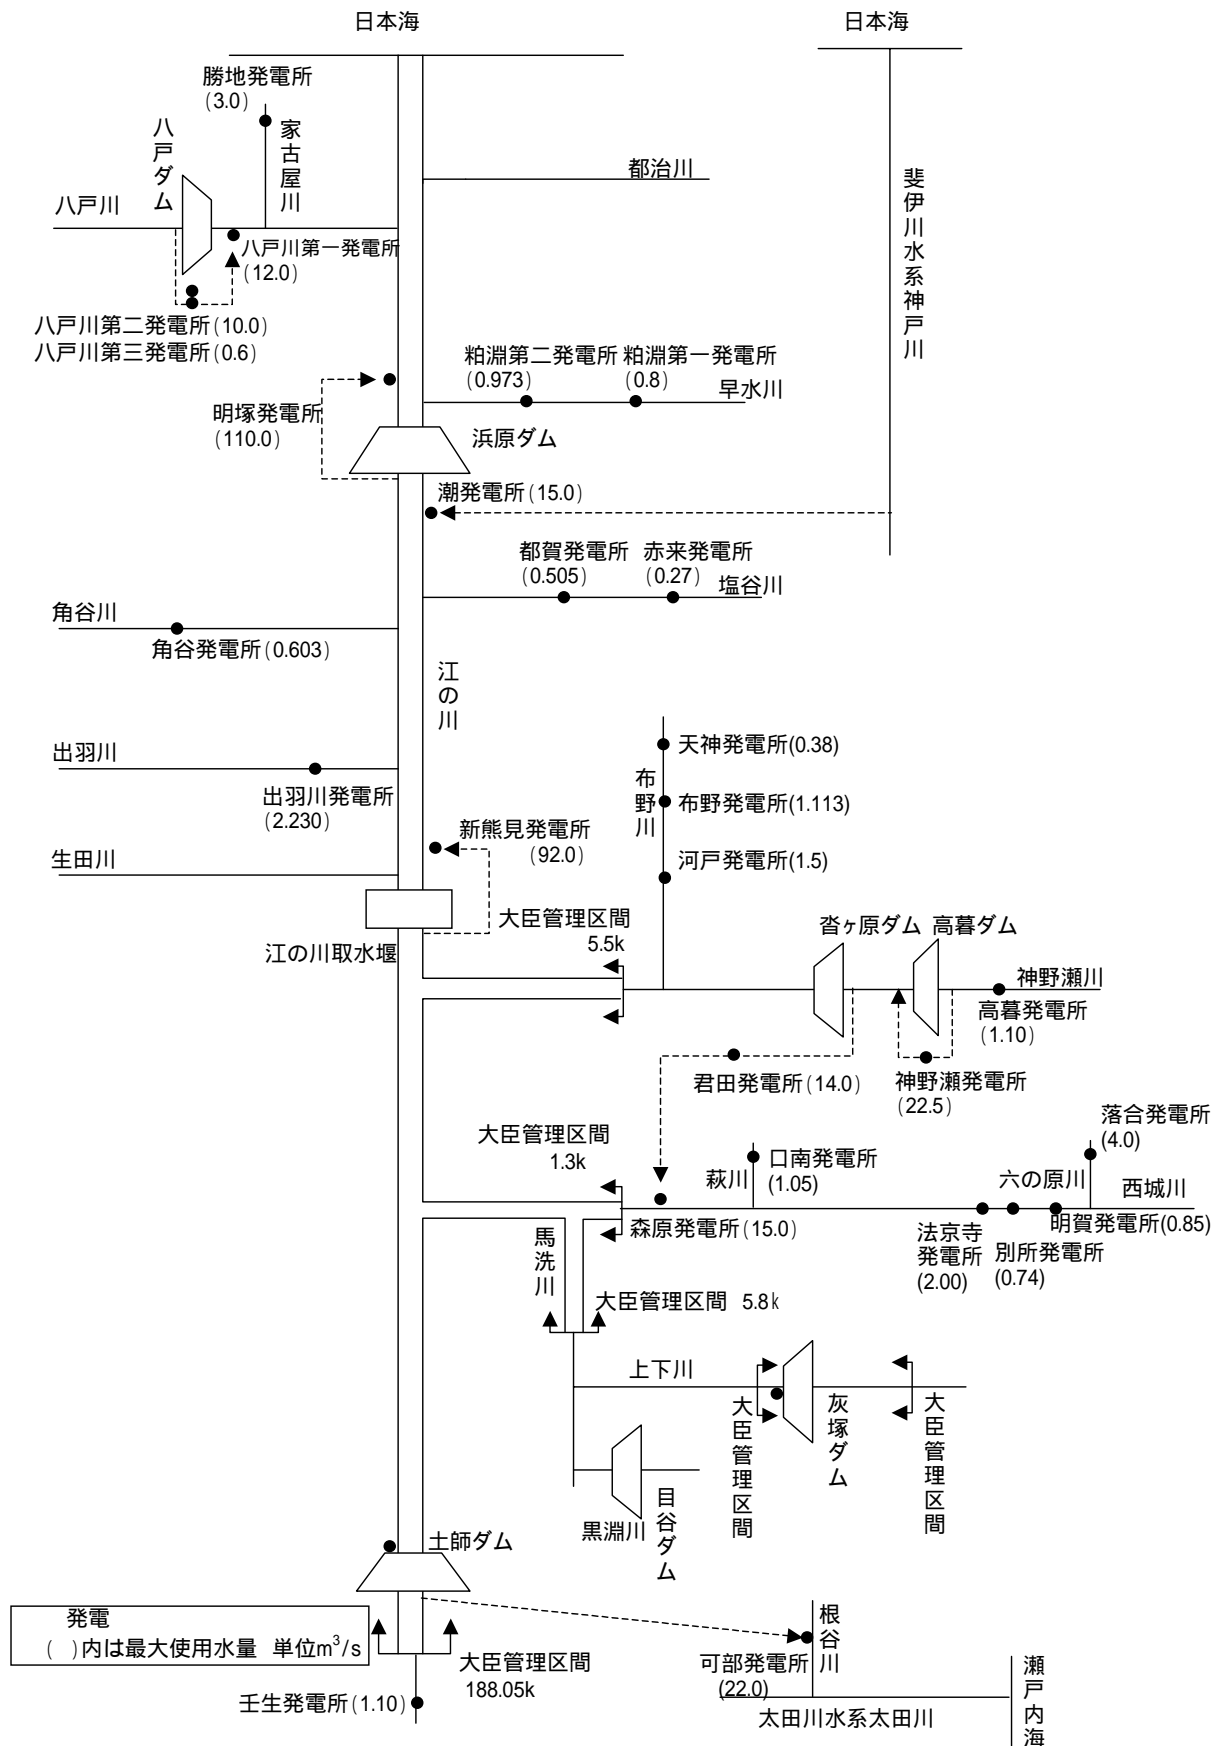 日本海
日本海
勝地発電所
(3.0)
八戸ダム
家古屋川
都治川
斐伊川水系神戸川
八戸川
八戸川第一発電所
(12.0)
八戸川第二発電所(10.0)
八戸川第三発電所(0.6)
粕淵第二発電所
(0.973)
粕淵第一発電所
(0.8)
早水川
明塚発電所
(110.0)
浜原ダム
潮発電所(15.0)
都賀発電所
(0.505)
赤来発電所
(0.27)
塩谷川
角谷川
角谷発電所(0.603)
江の川
出羽川
出羽川発電所
(2.230)
天神発電所(0.38)
布野川
布野発電所(1.113)
河戸発電所(1.5)
新熊見発電所
(92.0)
生田川
大臣管理区間
5.5k
江の川取水堰
沓ヶ原ダム
高暮ダム
神野瀬川
高暮発電所
(1.10)
君田発電所(14.0)
神野瀬発電所
(22.5)
大臣管理区間
1.3k
落合発電所
(4.0)
口南発電所
(1.05)
萩川
六の原川
西城川
森原発電所(15.0)
法京寺
発電所
(2.00)
別所発電所
(0.74)
明賀発電所(0.85)
馬洗川
大臣管理区間 5.8k
上下川
大臣管理区間
灰塚ダム
大臣管理区間
黒淵川
目谷ダム
土師ダム
発電
( )内は最大使用水量 単位m³/s
大臣管理区間
188.05k
壬生発電所(1.10)
根谷川
可部発電所
(22.0)
太田川水系太田川
瀬戸内海